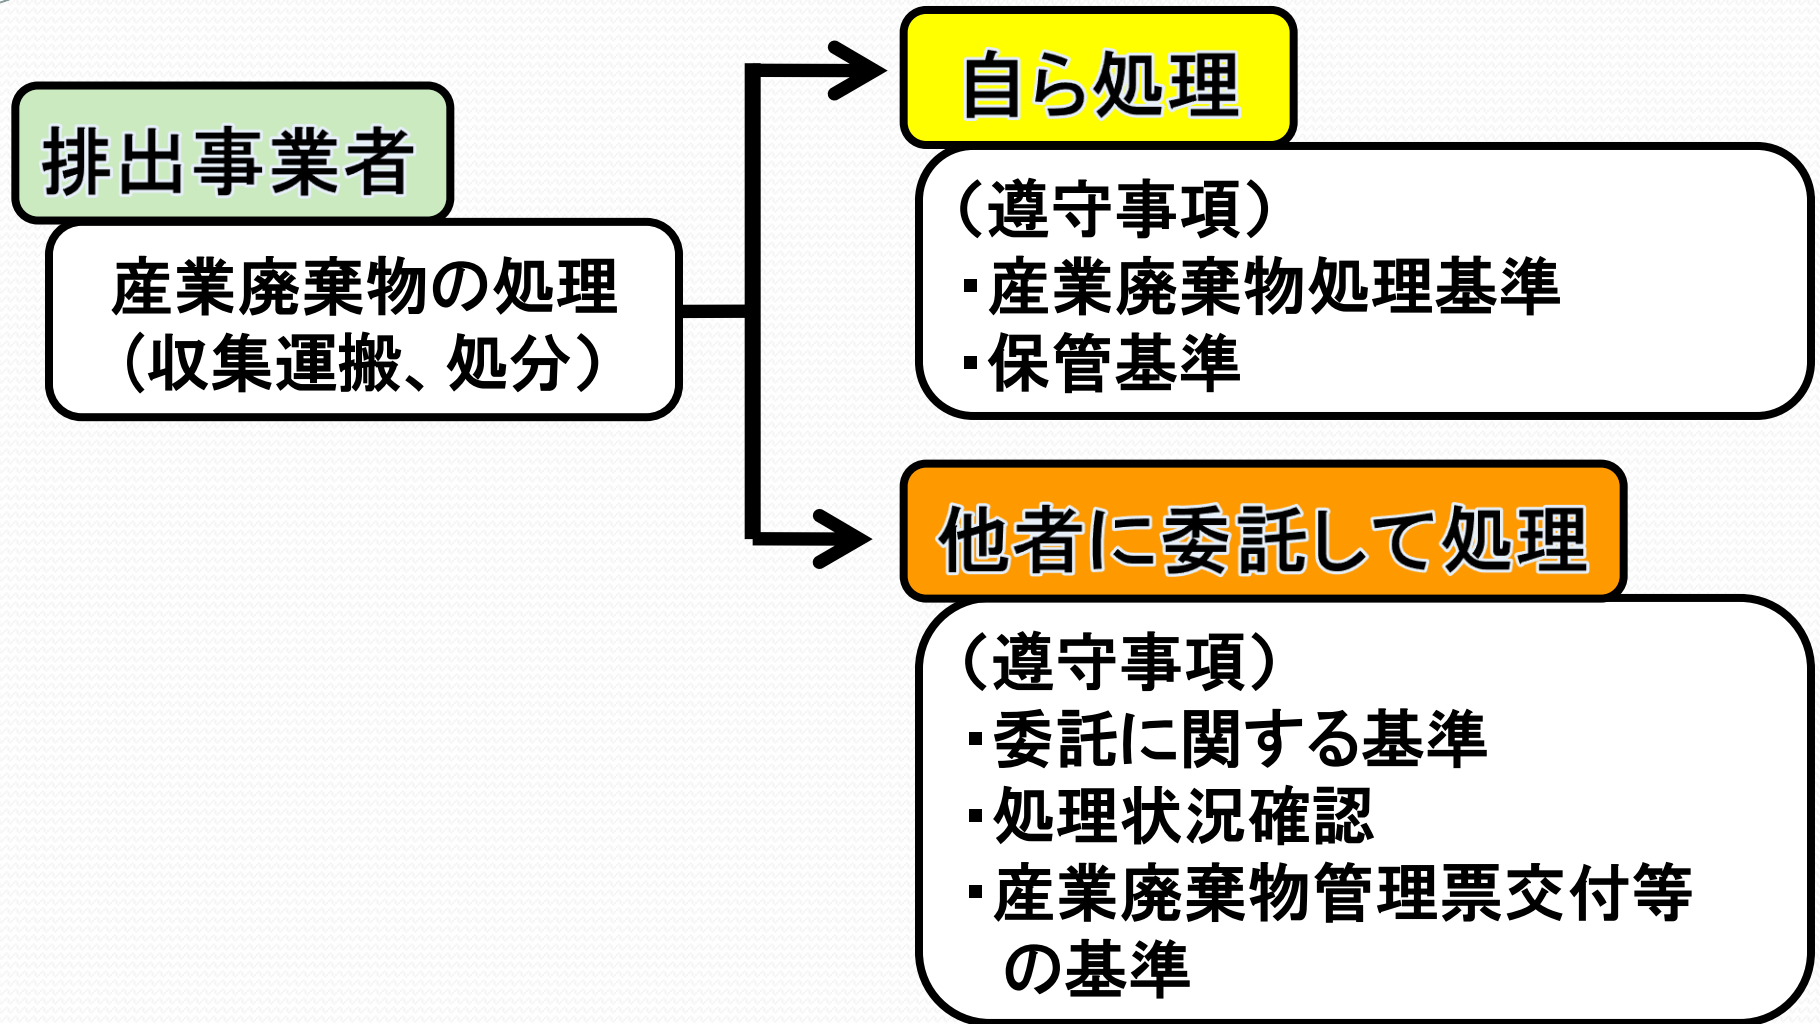 排出事業者
産業廃棄物の処理
（収集運搬、処分）
自ら処理
（遵守事項）
・産業廃棄物処理基準
・保管基準
他者に委託して処理
（遵守事項）
・委託に関する基準
・処理状況確認
・産業廃棄物管理票交付等
の基準